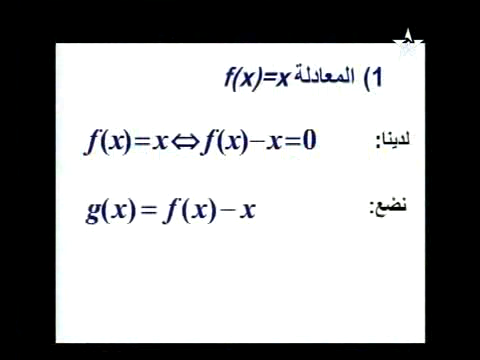 1) المعادلة f(x)=x
لدينا: f(x)=x⇔f(x)−x=0
نضع: g(x)=f(x)−x